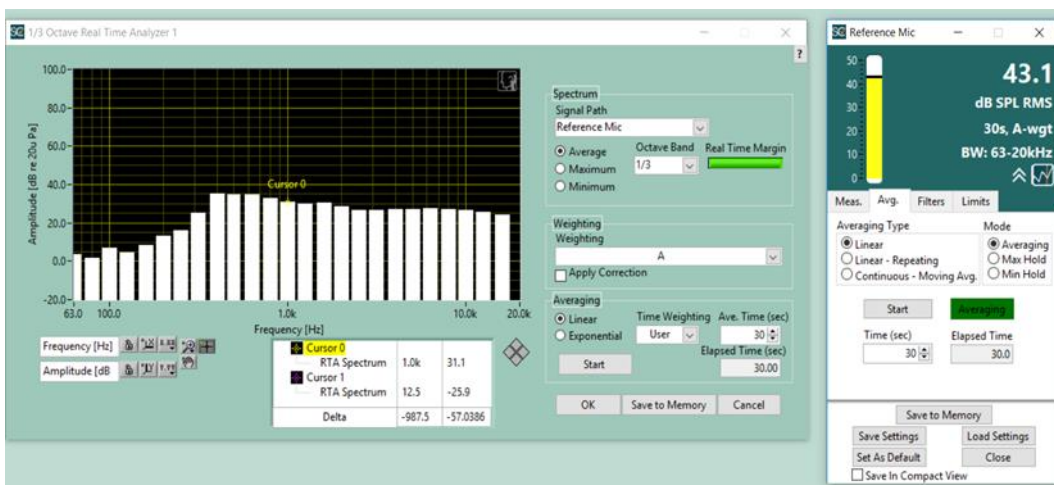 1/3 Octave Real Time Analyzer 1
?
100.0
80.0
60.0
40.0
20.0
0.0
-20.0
Amplitude [dB re 20u Pa]
Cursor 0
63.0 100.0 1.0k 10.0k 20.0k
Frequency [Hz]
Frequency [Hz]
Amplitude [dB
Cursor 0
RTA Spectrum 1.0k 31.1
Cursor 1
RTA Spectrum 12.5 -25.9
Delta -987.5 -57.0386
Spectrum
Signal Path
Reference Mic
Average
Maximum
Minimum
Octave Band
1/3
Real Time Margin
Weighting
Weighting
A
Apply Correction
Averaging
Linear
Exponential
Time Weighting
User
Ave. Time (sec)
30
Elapsed Time (sec)
30.00
Start
OK Save to Memory Cancel
Reference Mic
50
40
30
20
10
0
43.1
dB SPL RMS
30s, A-wgt
BW: 63-20kHz
Meas. Avg. Filters Limits
Averaging Type
Linear
Linear - Repeating
Continuous - Moving Avg.
Mode
Averaging
Max Hold
Min Hold
Start Averaging
Time (sec) Elapsed Time
30 30.0
Save to Memory
Save Settings Load Settings
Set As Default Close
Save In Compact View